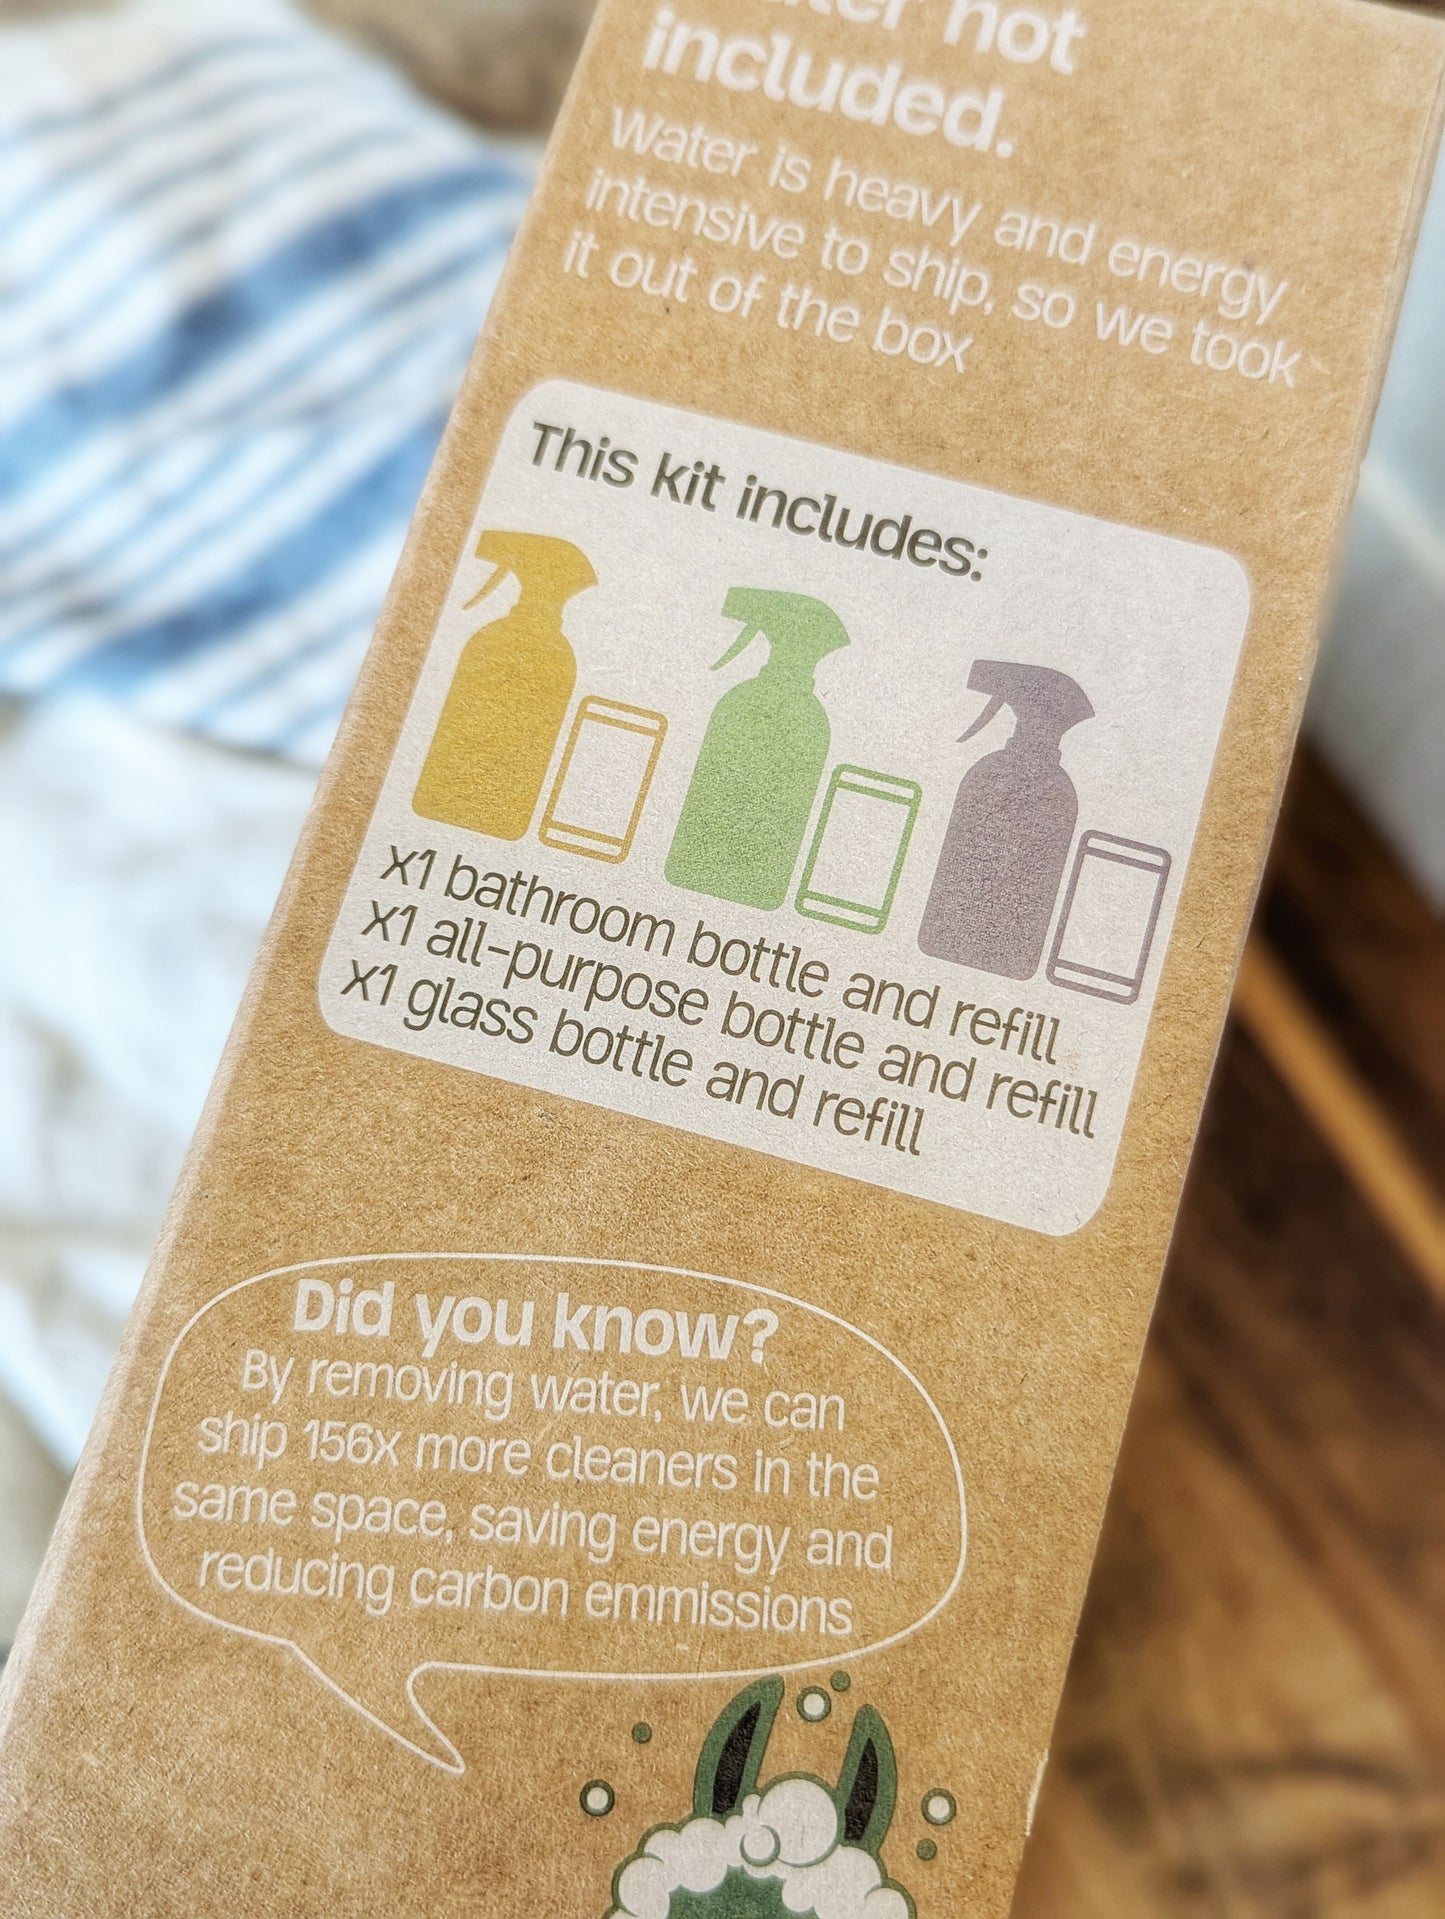 not
included.
Water is heavy and energy
intensive to ship, so we took
it out of the box
This kit includes:
x1 bathroom bottle and refill
x1 all-purpose bottle and refill
x1 glass bottle and refill
Did you know?
By removing water, we can
ship 156x more cleaners in the
same space, saving energy and
reducing carbon emmissions